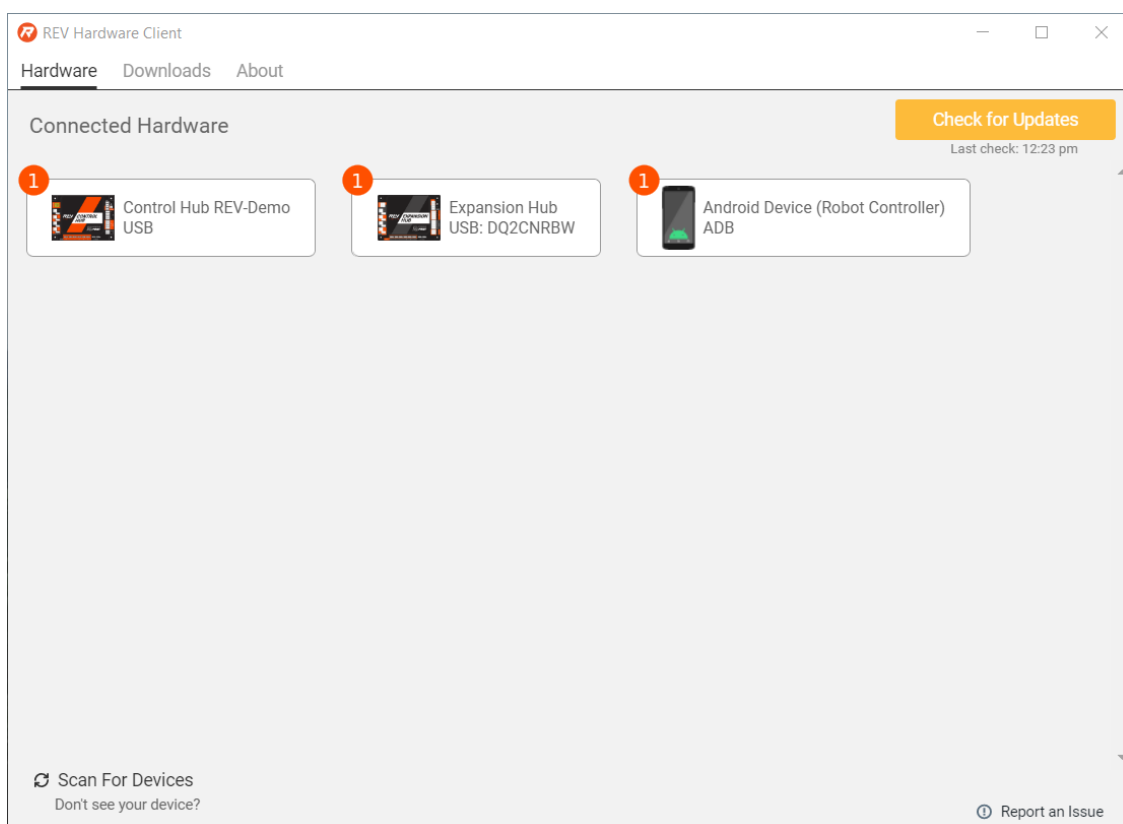 REV Hardware Client
Hardware Downloads About
Connected Hardware
Check for Updates
Last check: 12:23 pm
1
Control Hub REV-Demo
USB
1
Expansion Hub
USB: DQ2CNRBW
1
Android Device (Robot Controller)
ADB
Scan For Devices
Don't see your device?
Report an Issue